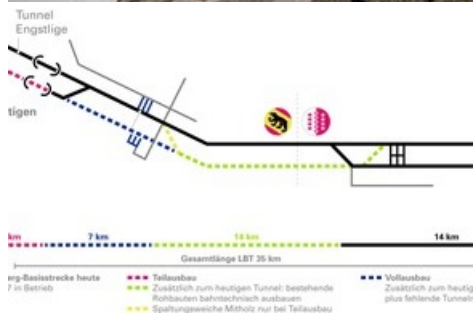 Tunnel
Engstlige
tigen
km
7 km
14 km
14 km
Gesamtlänge LBT 35 km
erg-Basisstrecke heute
7 in Betrieb
Teilausbau
Zusätzlich zum heutigen Tunnel: bestehende
Rohbauten bahntechnisch ausbauen
Spaltungsweiche Mitholz nur bei Teilausbau
Vollausbau
Zusätzlich zum heutig
plus fehlende Tunne